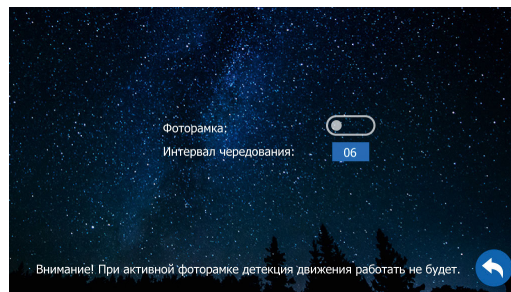 Фоторамка:
Интервал чередования: 06
Внимание! При активной фоторамке детекция движения работать не будет.